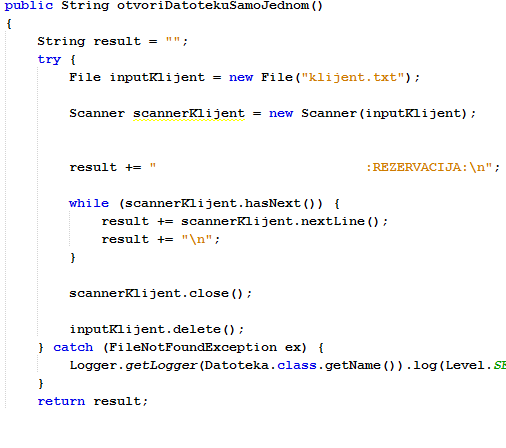 public String otvoriDatotekuSamoJednom()
{
    String result = "";
    try {
        File inputKlijent = new File("klijent.txt");
        Scanner scannerKlijent = new Scanner(inputKlijent);
        result += "                          :REZERVACIJA:\n";
        while (scannerKlijent.hasNext()) {
            result += scannerKlijent.nextLine();
            result += "\n";
        }
        scannerKlijent.close();
        inputKlijent.delete();
    } catch (FileNotFoundException ex) {
        Logger.getLogger(Datoteka.class.getName()).log(Level.SE
    }
    return result;